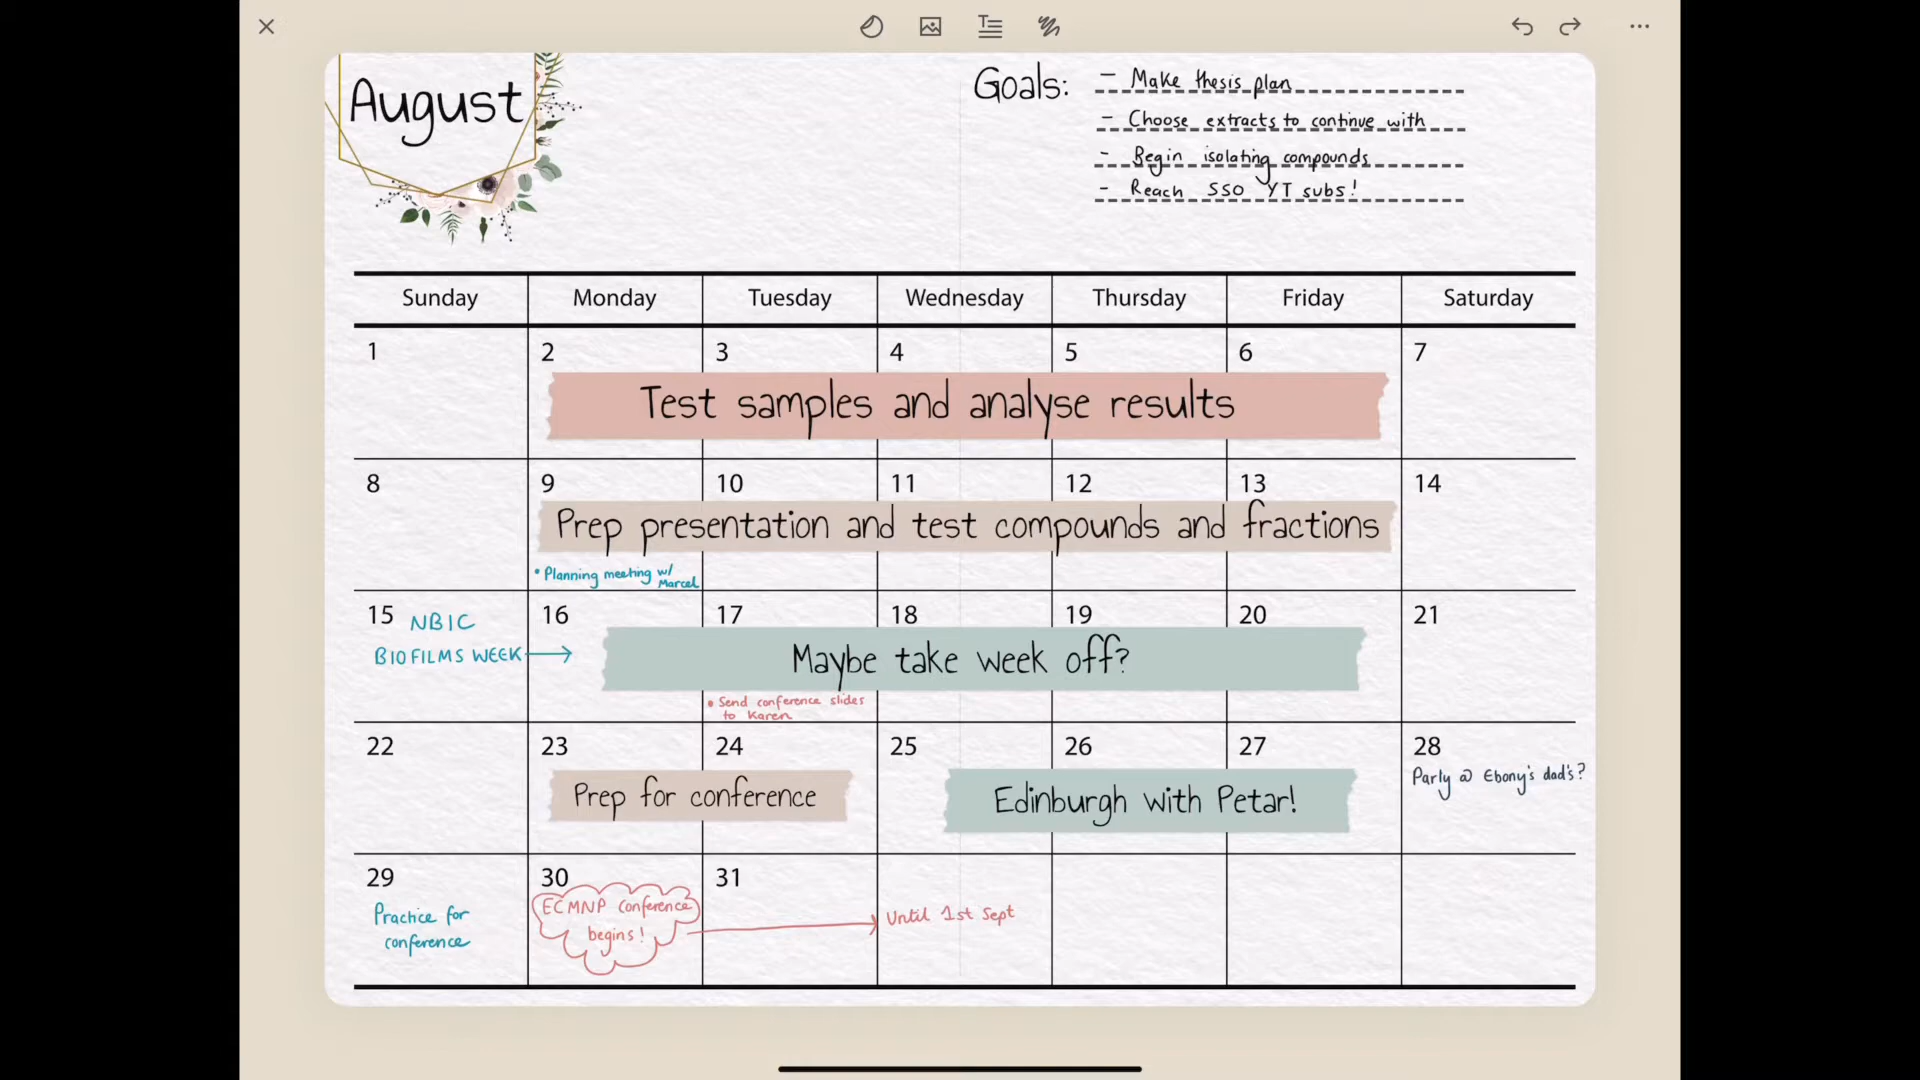 August
Goals:
- Make thesis plan
- Choose extracts to continue with
- Begin isolating compounds
- Reach 550 YT subs!
Sunday Monday Tuesday Wednesday Thursday Friday Saturday
1 2 3 4 5 6 7
Test samples and analyse results
8 9 10 11 12 13 14
Prep presentation and test compounds and fractions
• Planning meeting w/
Marcel
15 16 17 18 19 20 21
NBIC
BIOFILMS WEEK
Maybe take week off?
• Send conference slides
to Karen
22 23 24 25 26 27 28
Prep for conference
Edinburgh with Petar!
Party @ Ebony's dad's?
29 30 31
Practice for
conference
ECMNP conference
begins!
Until 1st Sept